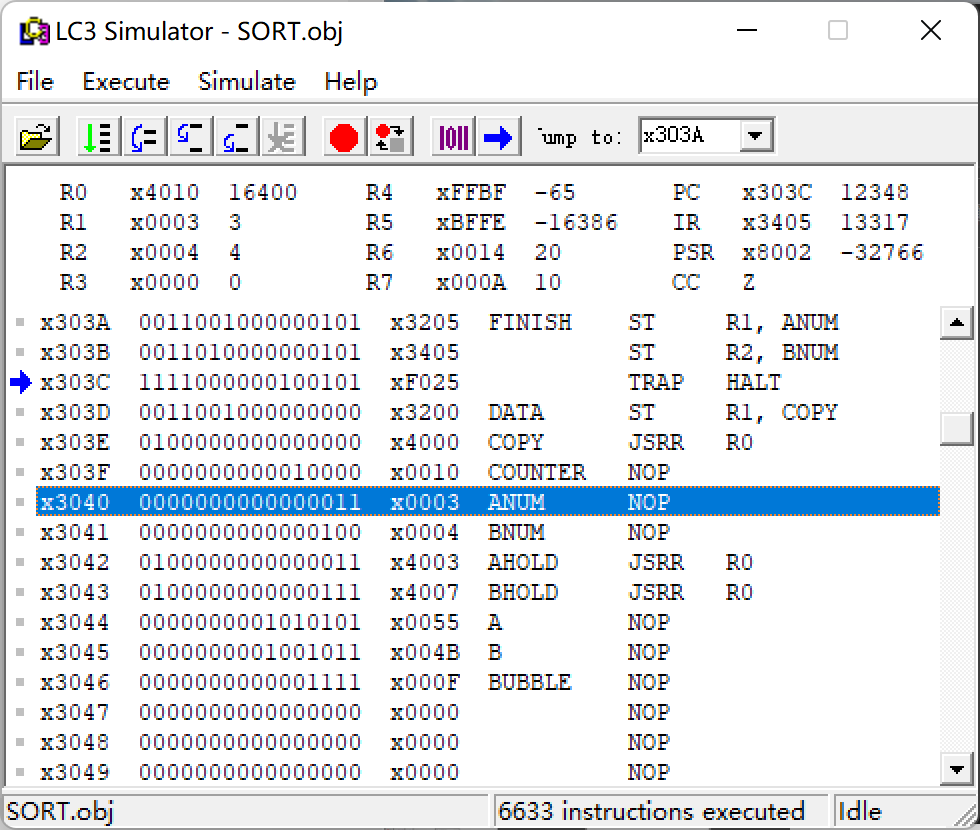 LC3 Simulator - SORT.obj
File Execute Simulate Help
Jump to: x303A
R0 x4010 16400 R4 xFFBF -65 PC x303C 12348
R1 x0003 3 R5 xBFFE -16386 IR x3405 13317
R2 x0004 4 R6 x0014 20 PSR x8002 -32766
R3 x0000 0 R7 x000A 10 CC Z
x303A 0011001000000101 x3205 FINISH ST R1, ANUM
x303B 0011010000000101 x3405 ST R2, BNUM
x303C 1111000000100101 xF025 TRAP HALT
x303D 0011001000000000 x3200 DATA ST R1, COPY
x303E 0100000000000000 x4000 COPY JSRR R0
x303F 0000000000010000 x0010 COUNTER NOP
x3040 0000000000000011 x0003 ANUM NOP
x3041 0000000000000100 x0004 BNUM NOP
x3042 0100000000000011 x4003 AHOLD JSRR R0
x3043 0100000000000111 x4007 BHOLD JSRR R0
x3044 0000000001010101 x0055 A NOP
x3045 0000000001001011 x004B B NOP
x3046 0000000000001111 x000F BUBBLE NOP
x3047 0000000000000000 x0000 NOP
x3048 0000000000000000 x0000 NOP
x3049 0000000000000000 x0000 NOP
SORT.obj 6633 instructions executed Idle